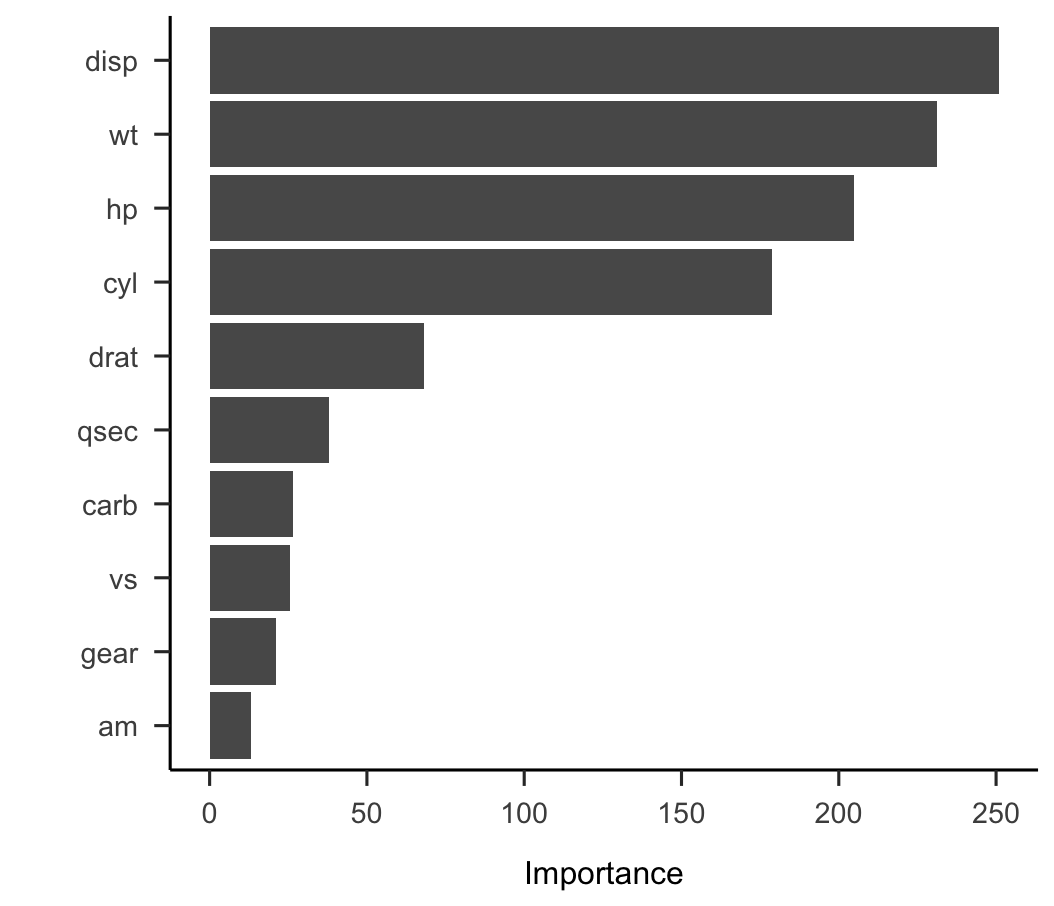 disp
wt
hp
cyl
drat
qsec
carb
vs
gear
am
0 50 100 150 200 250
Importance